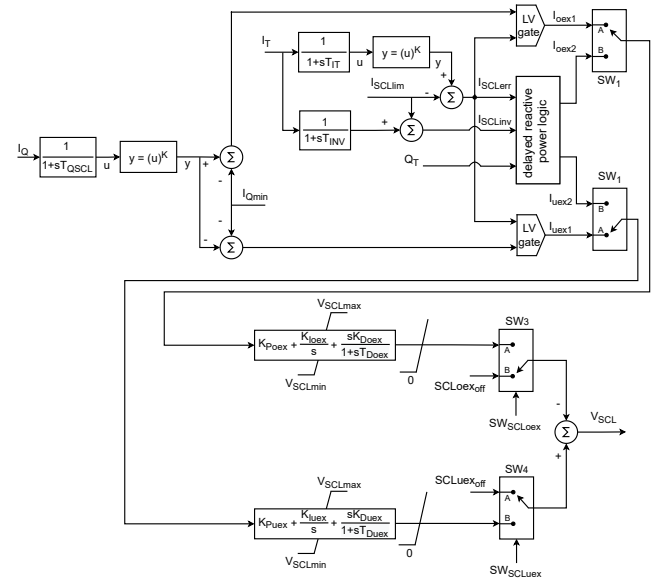 LV gate
I_oex1
A
I_oex2
B
SW_1
I_T
1
1+sT_IT
u
y = (u)^K
y
+
I_SCLlim
-
Σ
I_SCLerr
1
1+sT_INV
+
-
Σ
I_SCLinv
delayed reactive power logic
Q_T
I_Q
1
1+sT_QSCL
u
y = (u)^K
y
+
Σ
-
I_Qmin
-
-
Σ
SW_1
I_uex2
B
LV gate
I_uex1
A
V_SCLmax
K_Poex + K_Ioex/s + sK_Doex/1+sT_Doex
V_SCLmin
0
SW_3
A
B
SCLoex_off
SW_SCLoex
-
Σ
V_SCL
+
V_SCLmax
K_Puex + K_Iuex/s + sK_Duex/1+sT_Duex
V_SCLmin
0
SCLuex_off
SW_4
A
B
SW_SCLuex